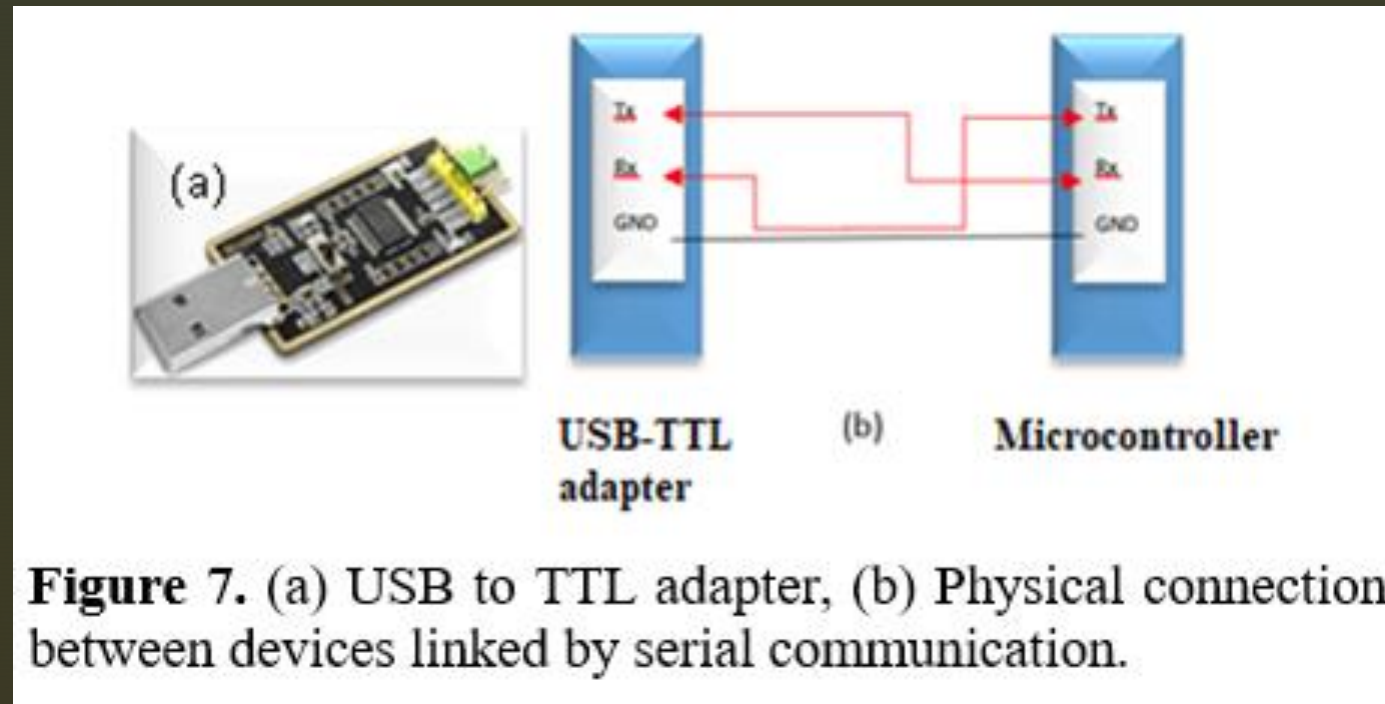 (a)
Tx
Rx
GND
Tx
Rx
GND
USB-TTL
adapter
(b)
Microcontroller
Figure 7. (a) USB to TTL adapter, (b) Physical connection
between devices linked by serial communication.